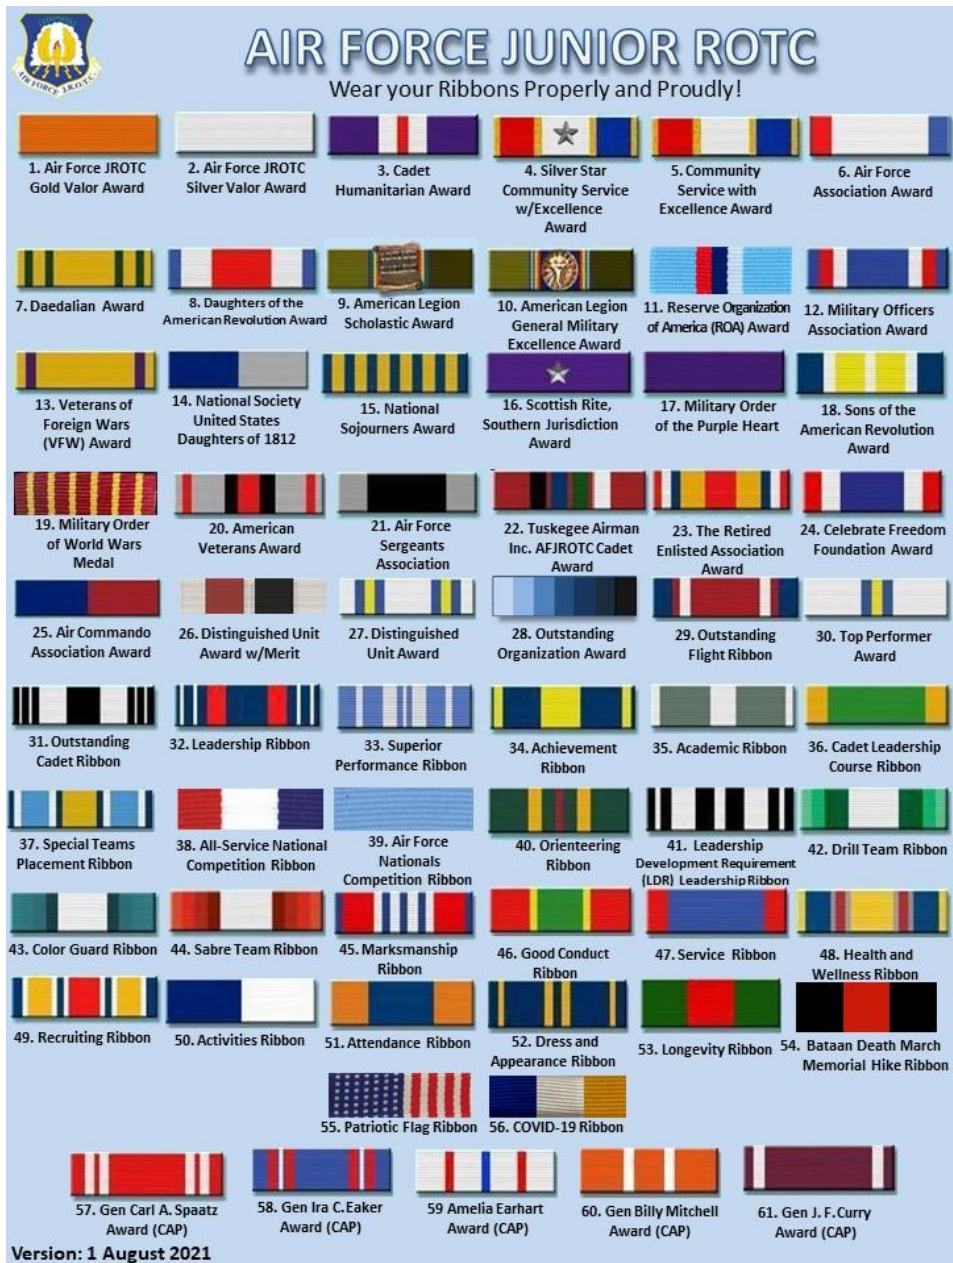 AIR FORCE JUNIOR ROTC
Wear your Ribbons Properly and Proudly!
AIR FORCE J.R.O.T.C.
1. Air Force JROTC
Gold Valor Award
2. Air Force JROTC
Silver Valor Award
3. Cadet
Humanitarian Award
4. Silver Star
Community Service
w/Excellence
Award
5. Community
Service with
Excellence Award
6. Air Force
Association Award
7. Daedalian Award
8. Daughters of the
American Revolution Award
9. American Legion
Scholastic Award
10. American Legion
General Military
Excellence Award
11. Reserve Organization
of America (ROA) Award
12. Military Officers
Association Award
13. Veterans of
Foreign Wars
(VFW) Award
14. National Society
United States
Daughters of 1812
15. National
Sojourners Award
16. Scottish Rite,
Southern Jurisdiction
Award
17. Military Order
of the Purple Heart
18. Sons of the
American Revolution
Award
19. Military Order
of World Wars
Medal
20. American
Veterans Award
21. Air Force
Sergeants
Association
22. Tuskegee Airman
Inc. AFJROTC Cadet
Award
23. The Retired
Enlisted Association
Award
24. Celebrate Freedom
Foundation Award
25. Air Commando
Association Award
26. Distinguished Unit
Award w/Merit
27. Distinguished
Unit Award
28. Outstanding
Organization Award
29. Outstanding
Flight Ribbon
30. Top Performer
Award
31. Outstanding
Cadet Ribbon
32. Leadership Ribbon
33. Superior
Performance Ribbon
34. Achievement
Ribbon
35. Academic Ribbon
36. Cadet Leadership
Course Ribbon
37. Special Teams
Placement Ribbon
38. All-Service National
Competition Ribbon
39. Air Force
Nationals
Competition Ribbon
40. Orienteering
Ribbon
41. Leadership
Development Requirement
(LDR) Leadership Ribbon
42. Drill Team Ribbon
43. Color Guard Ribbon
44. Sabre Team Ribbon
45. Marksmanship
Ribbon
46. Good Conduct
Ribbon
47. Service Ribbon
48. Health and
Wellness Ribbon
49. Recruiting Ribbon
50. Activities Ribbon
51. Attendance Ribbon
52. Dress and
Appearance Ribbon
53. Longevity Ribbon
54. Bataan Death March
Memorial Hike Ribbon
55. Patriotic Flag Ribbon
56. COVID-19 Ribbon
57. Gen Carl A. Spaatz
Award (CAP)
58. Gen Ira C. Eaker
Award (CAP)
59 Amelia Earhart
Award (CAP)
60. Gen Billy Mitchell
Award (CAP)
61. Gen J. F. Curry
Award (CAP)
Version: 1 August 2021